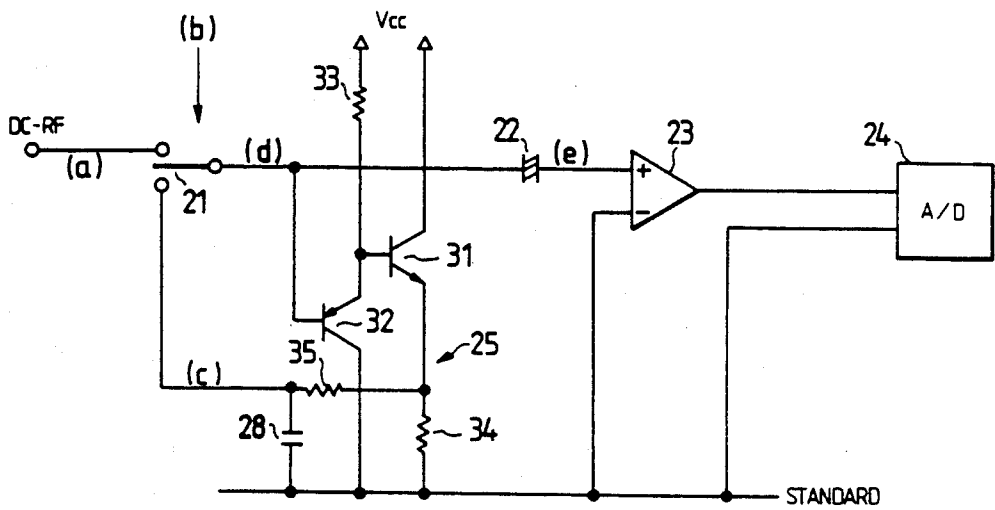 (b)
Vcc
33
DC-RF
(a)
21
(d)
22
(e)
23
24
+
−
A/D
31
32
25
35
(c)
28
34
STANDARD